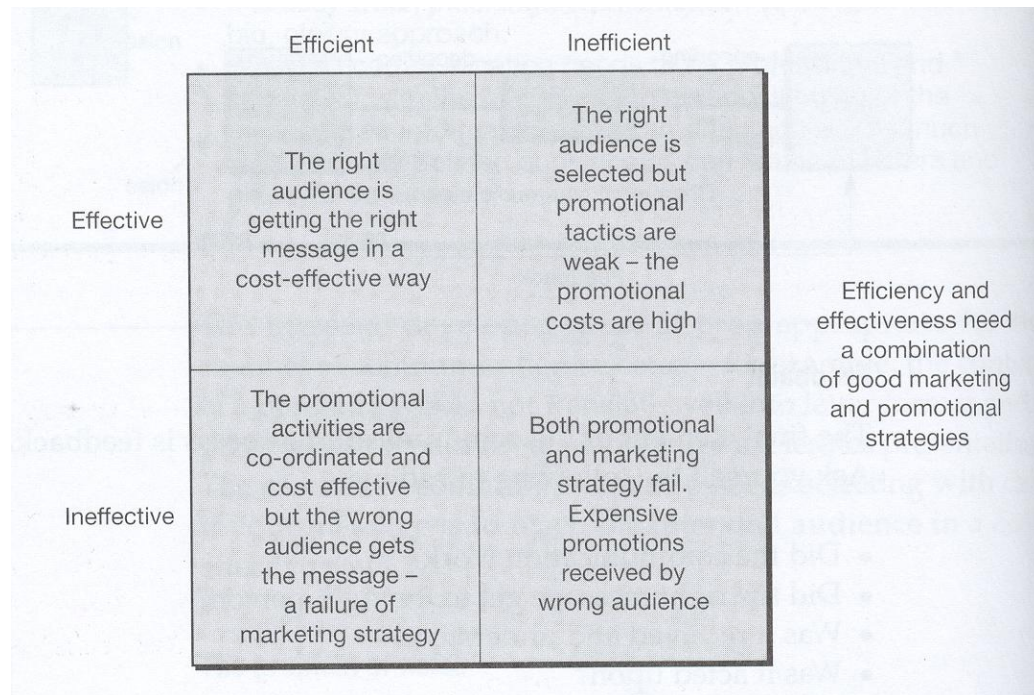 Efficient
Inefficient
Effective
The right
audience is
getting the right
message in a
cost-effective way
The right
audience is
selected but
promotional
tactics are
weak – the
promotional
costs are high
Ineffective
The promotional
activities are
co-ordinated and
cost effective
but the wrong
audience gets
the message –
a failure of
marketing strategy
Both promotional
and marketing
strategy fail.
Expensive
promotions
received by
wrong audience
Efficiency and
effectiveness need
a combination
of good marketing
and promotional
strategies